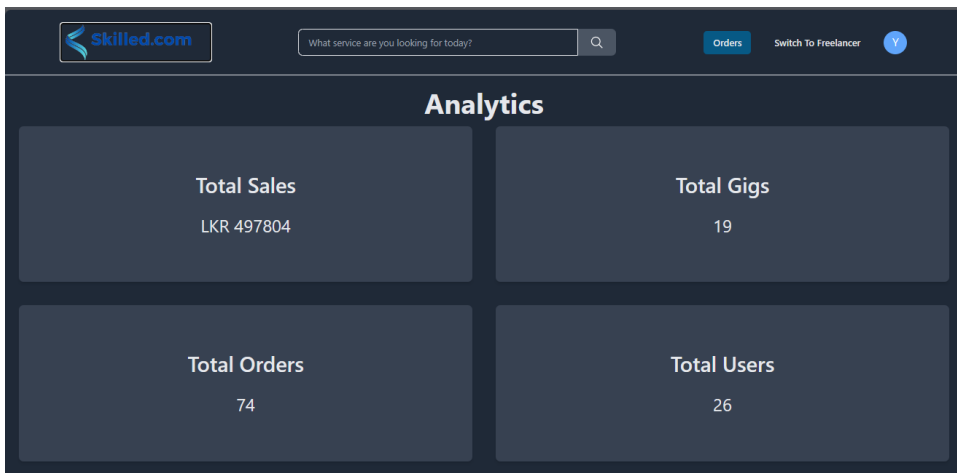 Skilled.com
What service are you looking for today?
Orders
Switch To Freelancer
Y
Analytics
Total Sales
LKR 497804
Total Gigs
19
Total Orders
74
Total Users
26